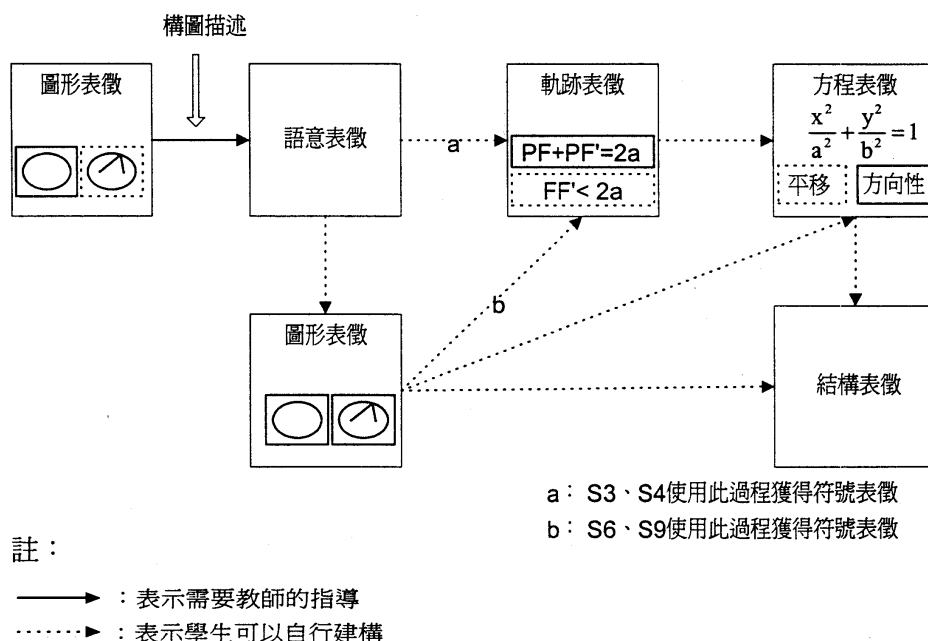 構圖描述
圖形表徵
語意表徵
a
軌跡表徵
PF+PF'=2a
FF'< 2a
方程表徵
x²/a² + y²/b² = 1
平移
方向性
b
圖形表徵
結構表徵
a： S3、S4使用此過程獲得符號表徵
b： S6、S9使用此過程獲得符號表徵
註：
：表示需要教師的指導
：表示學生可以自行建構